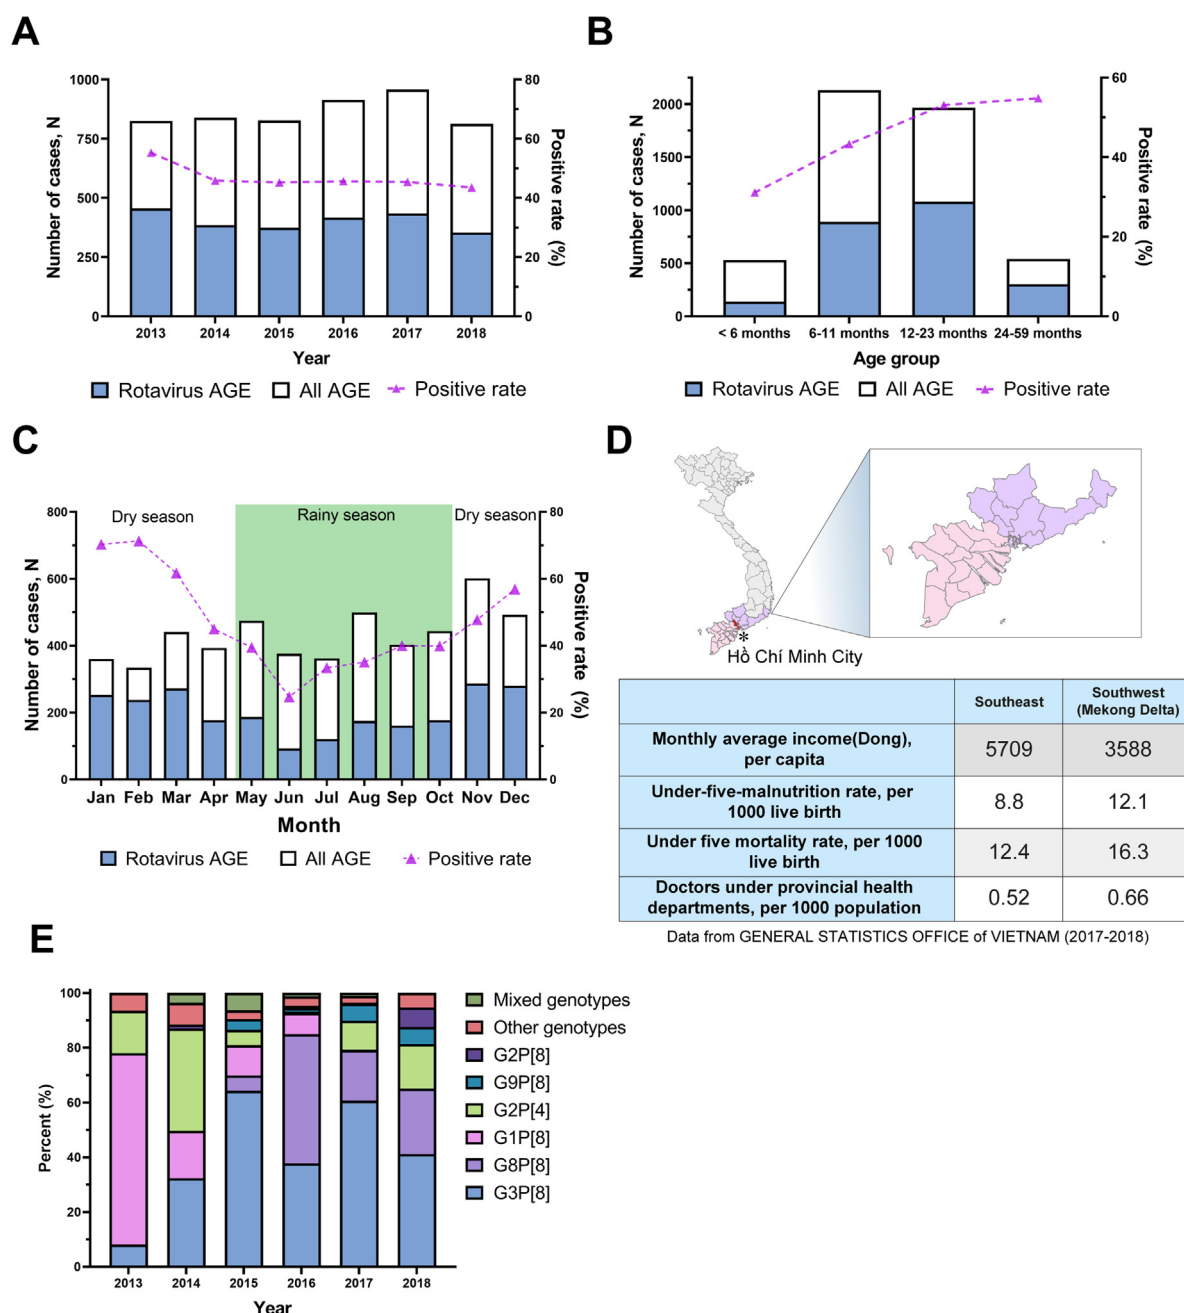 A
1000
750
500
250
0
80
60
40
20
0
Number of cases, N
Positive rate (%)
2013 2014 2015 2016 2017 2018
Year
Rotavirus AGE All AGE Positive rate
B
2000
1500
1000
500
0
60
40
20
0
Number of cases, N
Positive rate (%)
< 6 months 6-11 months 12-23 months 24-59 months
Age group
Rotavirus AGE All AGE Positive rate
C
800
600
400
200
0
80
60
40
20
0
Number of cases, N
Positive rate (%)
Dry season Rainy season Dry season
Jan Feb Mar Apr May Jun Jul Aug Sep Oct Nov Dec
Month
Rotavirus AGE All AGE Positive rate
D
*
Hồ Chí Minh City
Southeast
Southwest
(Mekong Delta)
Monthly average income(Dong),
per capita
5709 3588
Under-five-malnutrition rate, per
1000 live birth
8.8 12.1
Under five mortality rate, per 1000
live birth
12.4 16.3
Doctors under provincial health
departments, per 1000 population
0.52 0.66
Data from GENERAL STATISTICS OFFICE of VIETNAM (2017-2018)
E
100
80
60
40
20
0
Percent (%)
2013 2014 2015 2016 2017 2018
Year
Mixed genotypes
Other genotypes
G2P[8]
G9P[8]
G2P[4]
G1P[8]
G8P[8]
G3P[8]